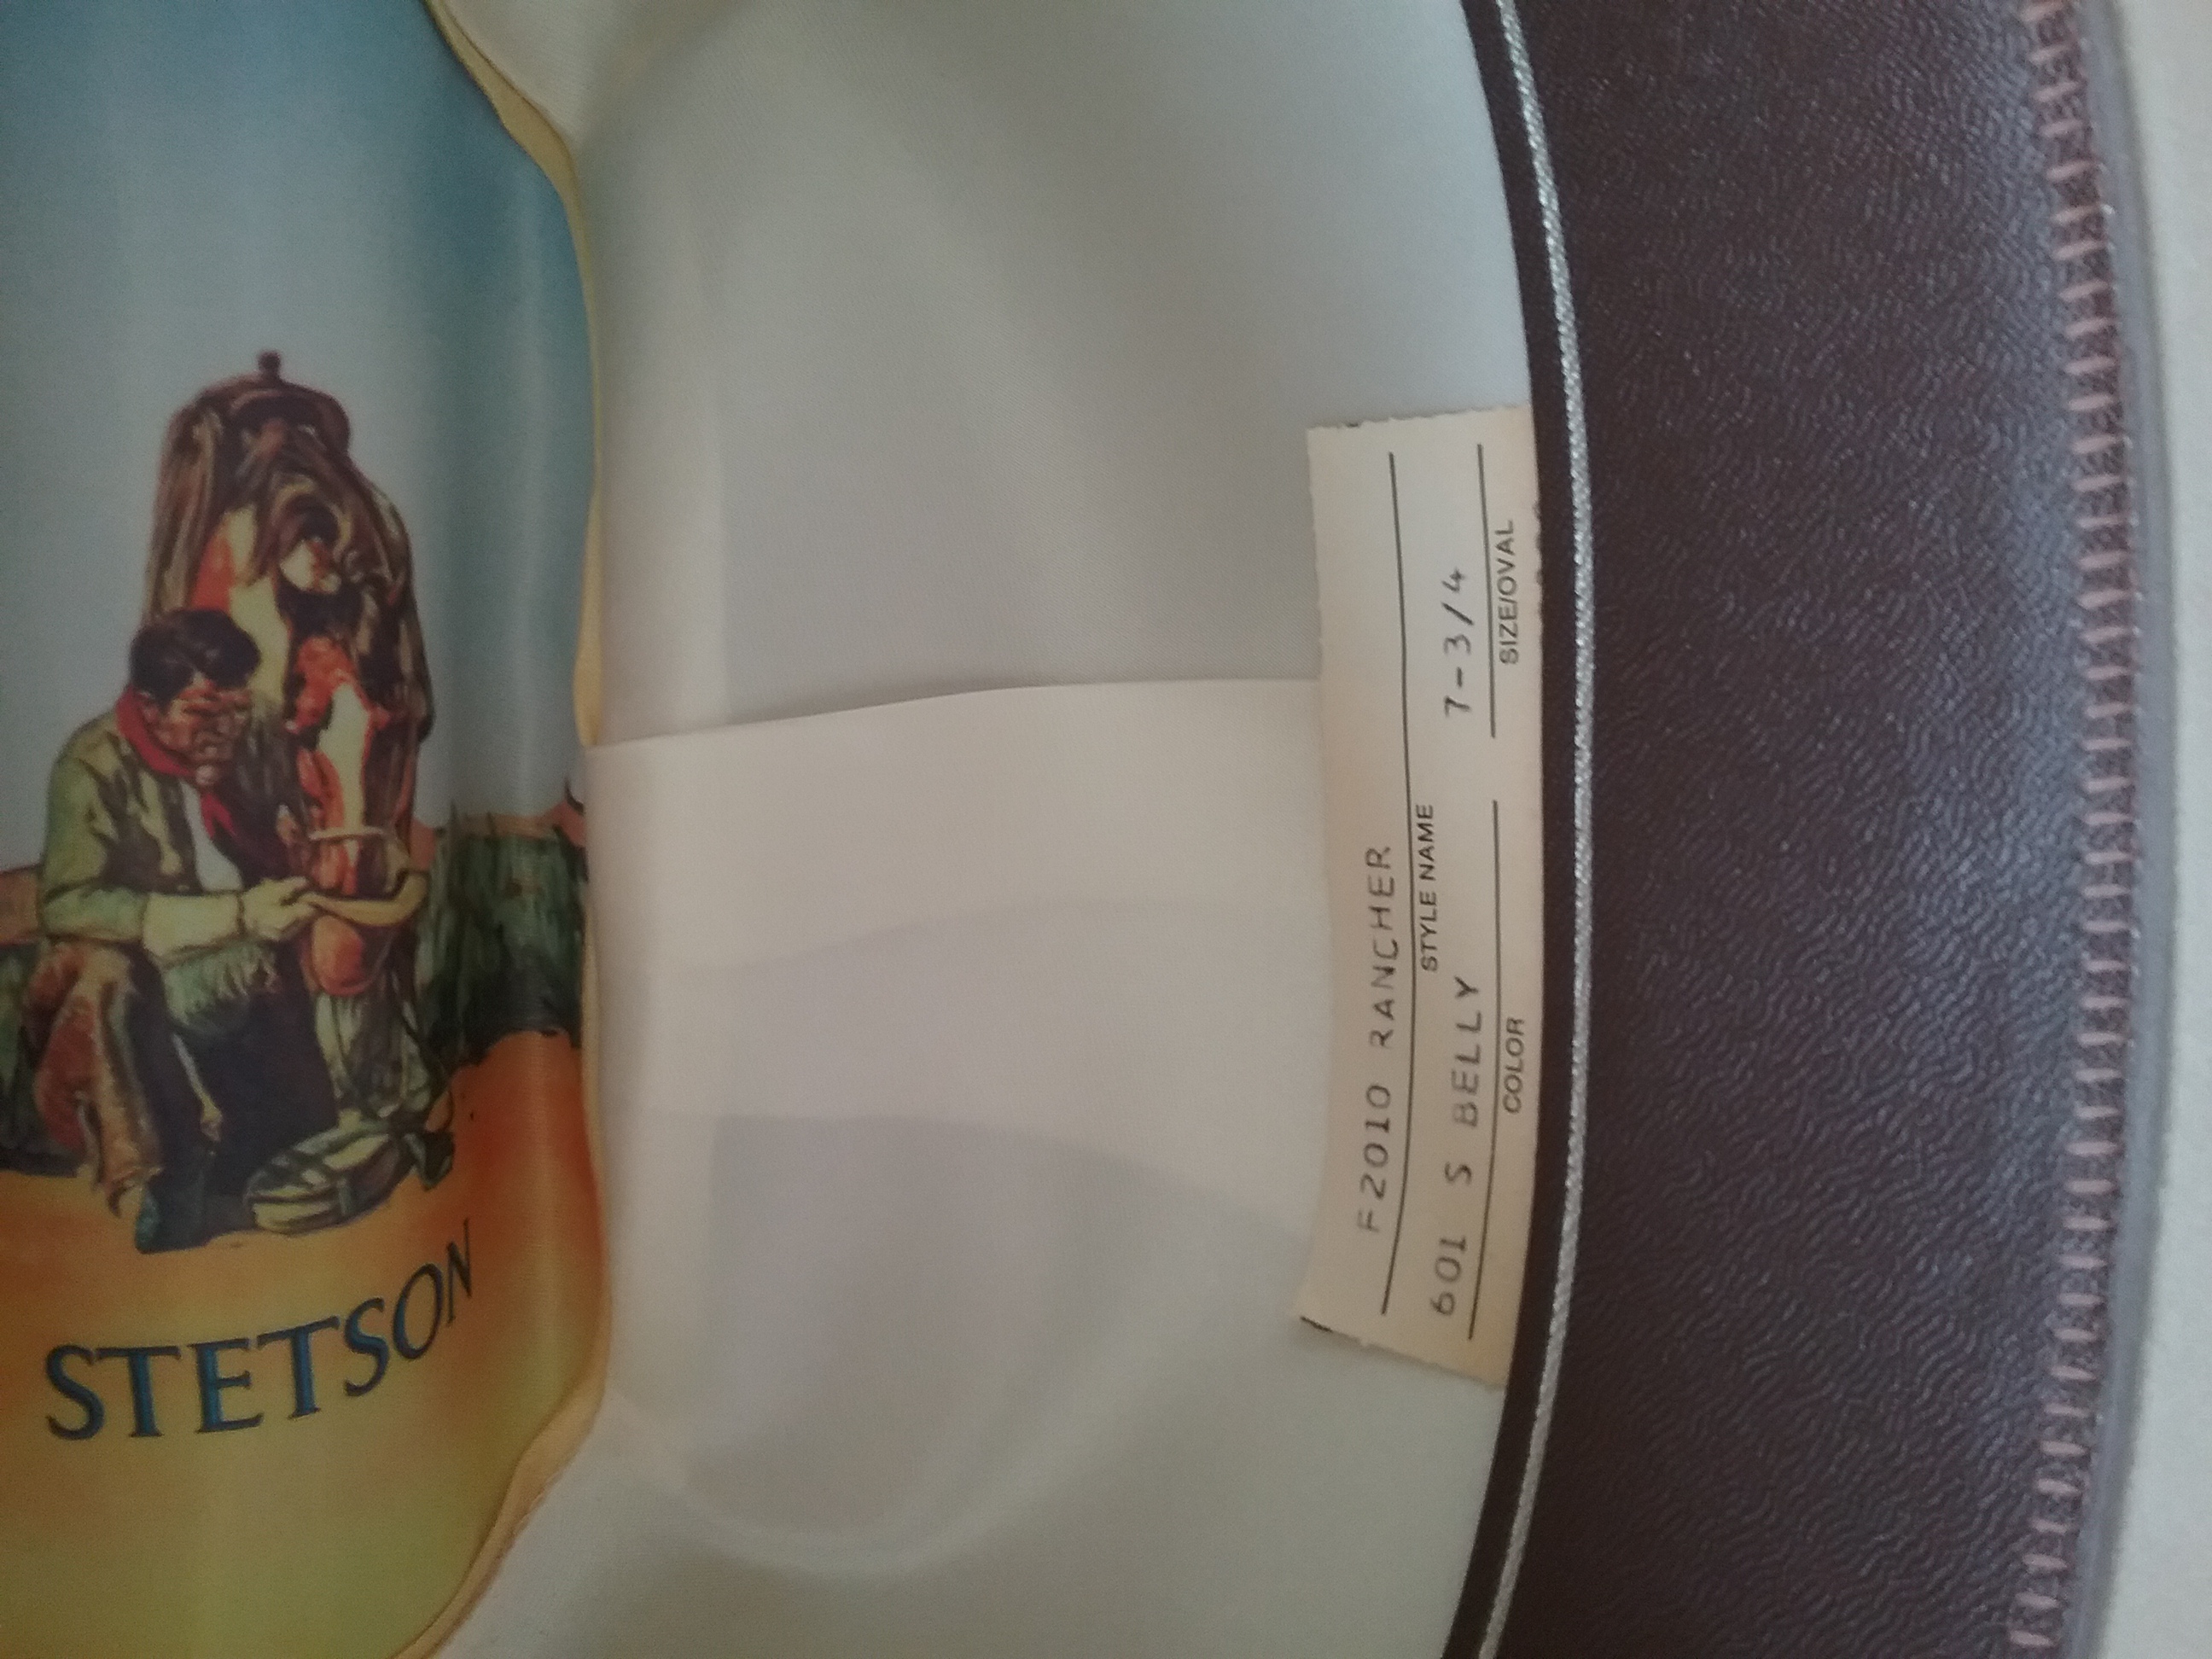 STETSON
F2010 RANCHER
STYLE NAME
601 S BELLY 7-3/4
COLOR SIZE/OVAL